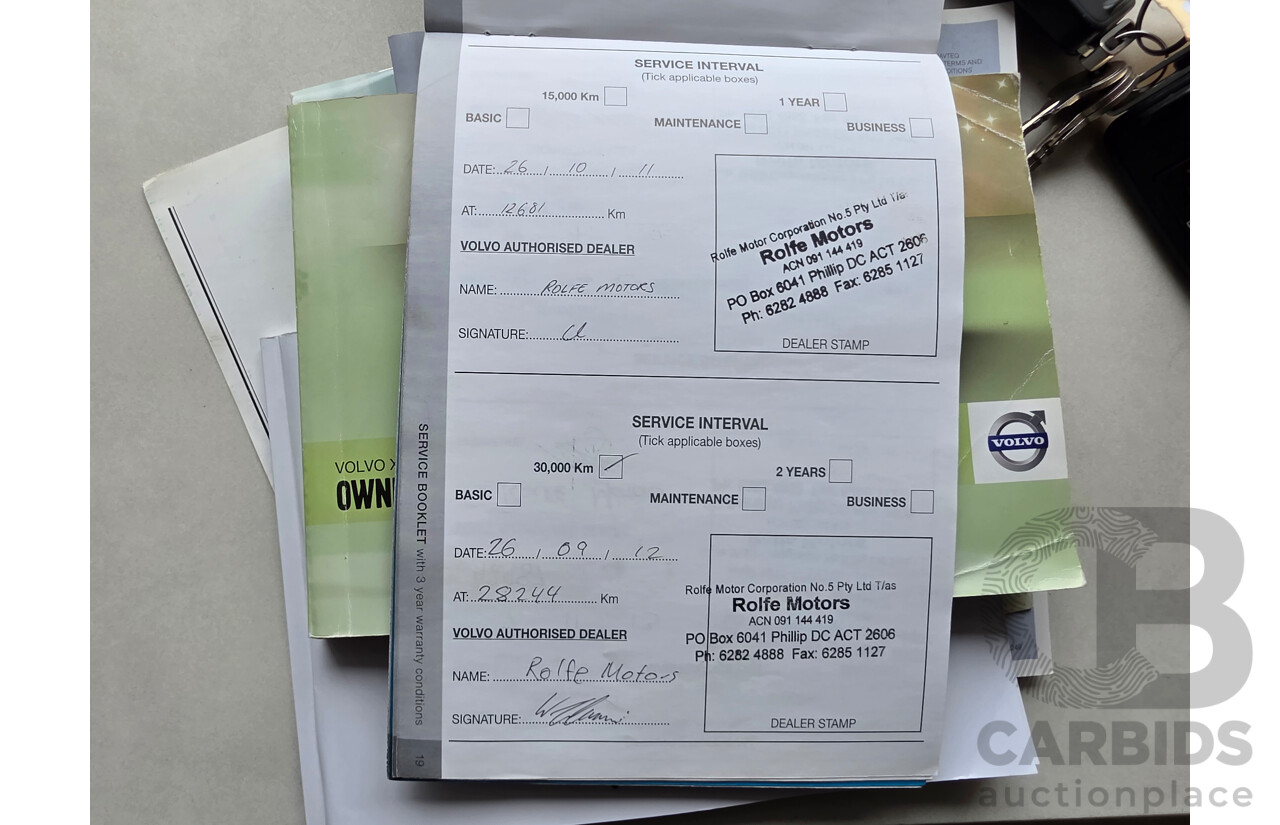 SERVICE INTERVAL
(Tick applicable boxes)
15,000 Km
1 YEAR
BASIC
MAINTENANCE
BUSINESS
DATE: 26 / 10 / 11
AT: 12681 Km
VOLVO AUTHORISED DEALER
NAME: ROLFE MOTORS
SIGNATURE:
Rolfe Motor Corporation No.5 Pty Ltd T/as
Rolfe Motors
ACN 091 144 419
PO Box 6041 Phillip DC ACT 2606
Ph: 6282 4888 Fax: 6285 1127
DEALER STAMP
SERVICE INTERVAL
(Tick applicable boxes)
30,000 Km
2 YEARS
BASIC
MAINTENANCE
BUSINESS
DATE: 26 / 09 / 12
AT: 28244 Km
VOLVO AUTHORISED DEALER
NAME: Rolfe Motors
SIGNATURE:
Rolfe Motor Corporation No.5 Pty Ltd T/as
Rolfe Motors
ACN 091 144 419
PO Box 6041 Phillip DC ACT 2606
Ph: 6282 4888 Fax: 6285 1127
DEALER STAMP
SERVICE BOOKLET with 3 year warranty conditions
19
VOLVO X
OWN
VOLVO
TERMS AND
CARBIDS
auctionplace